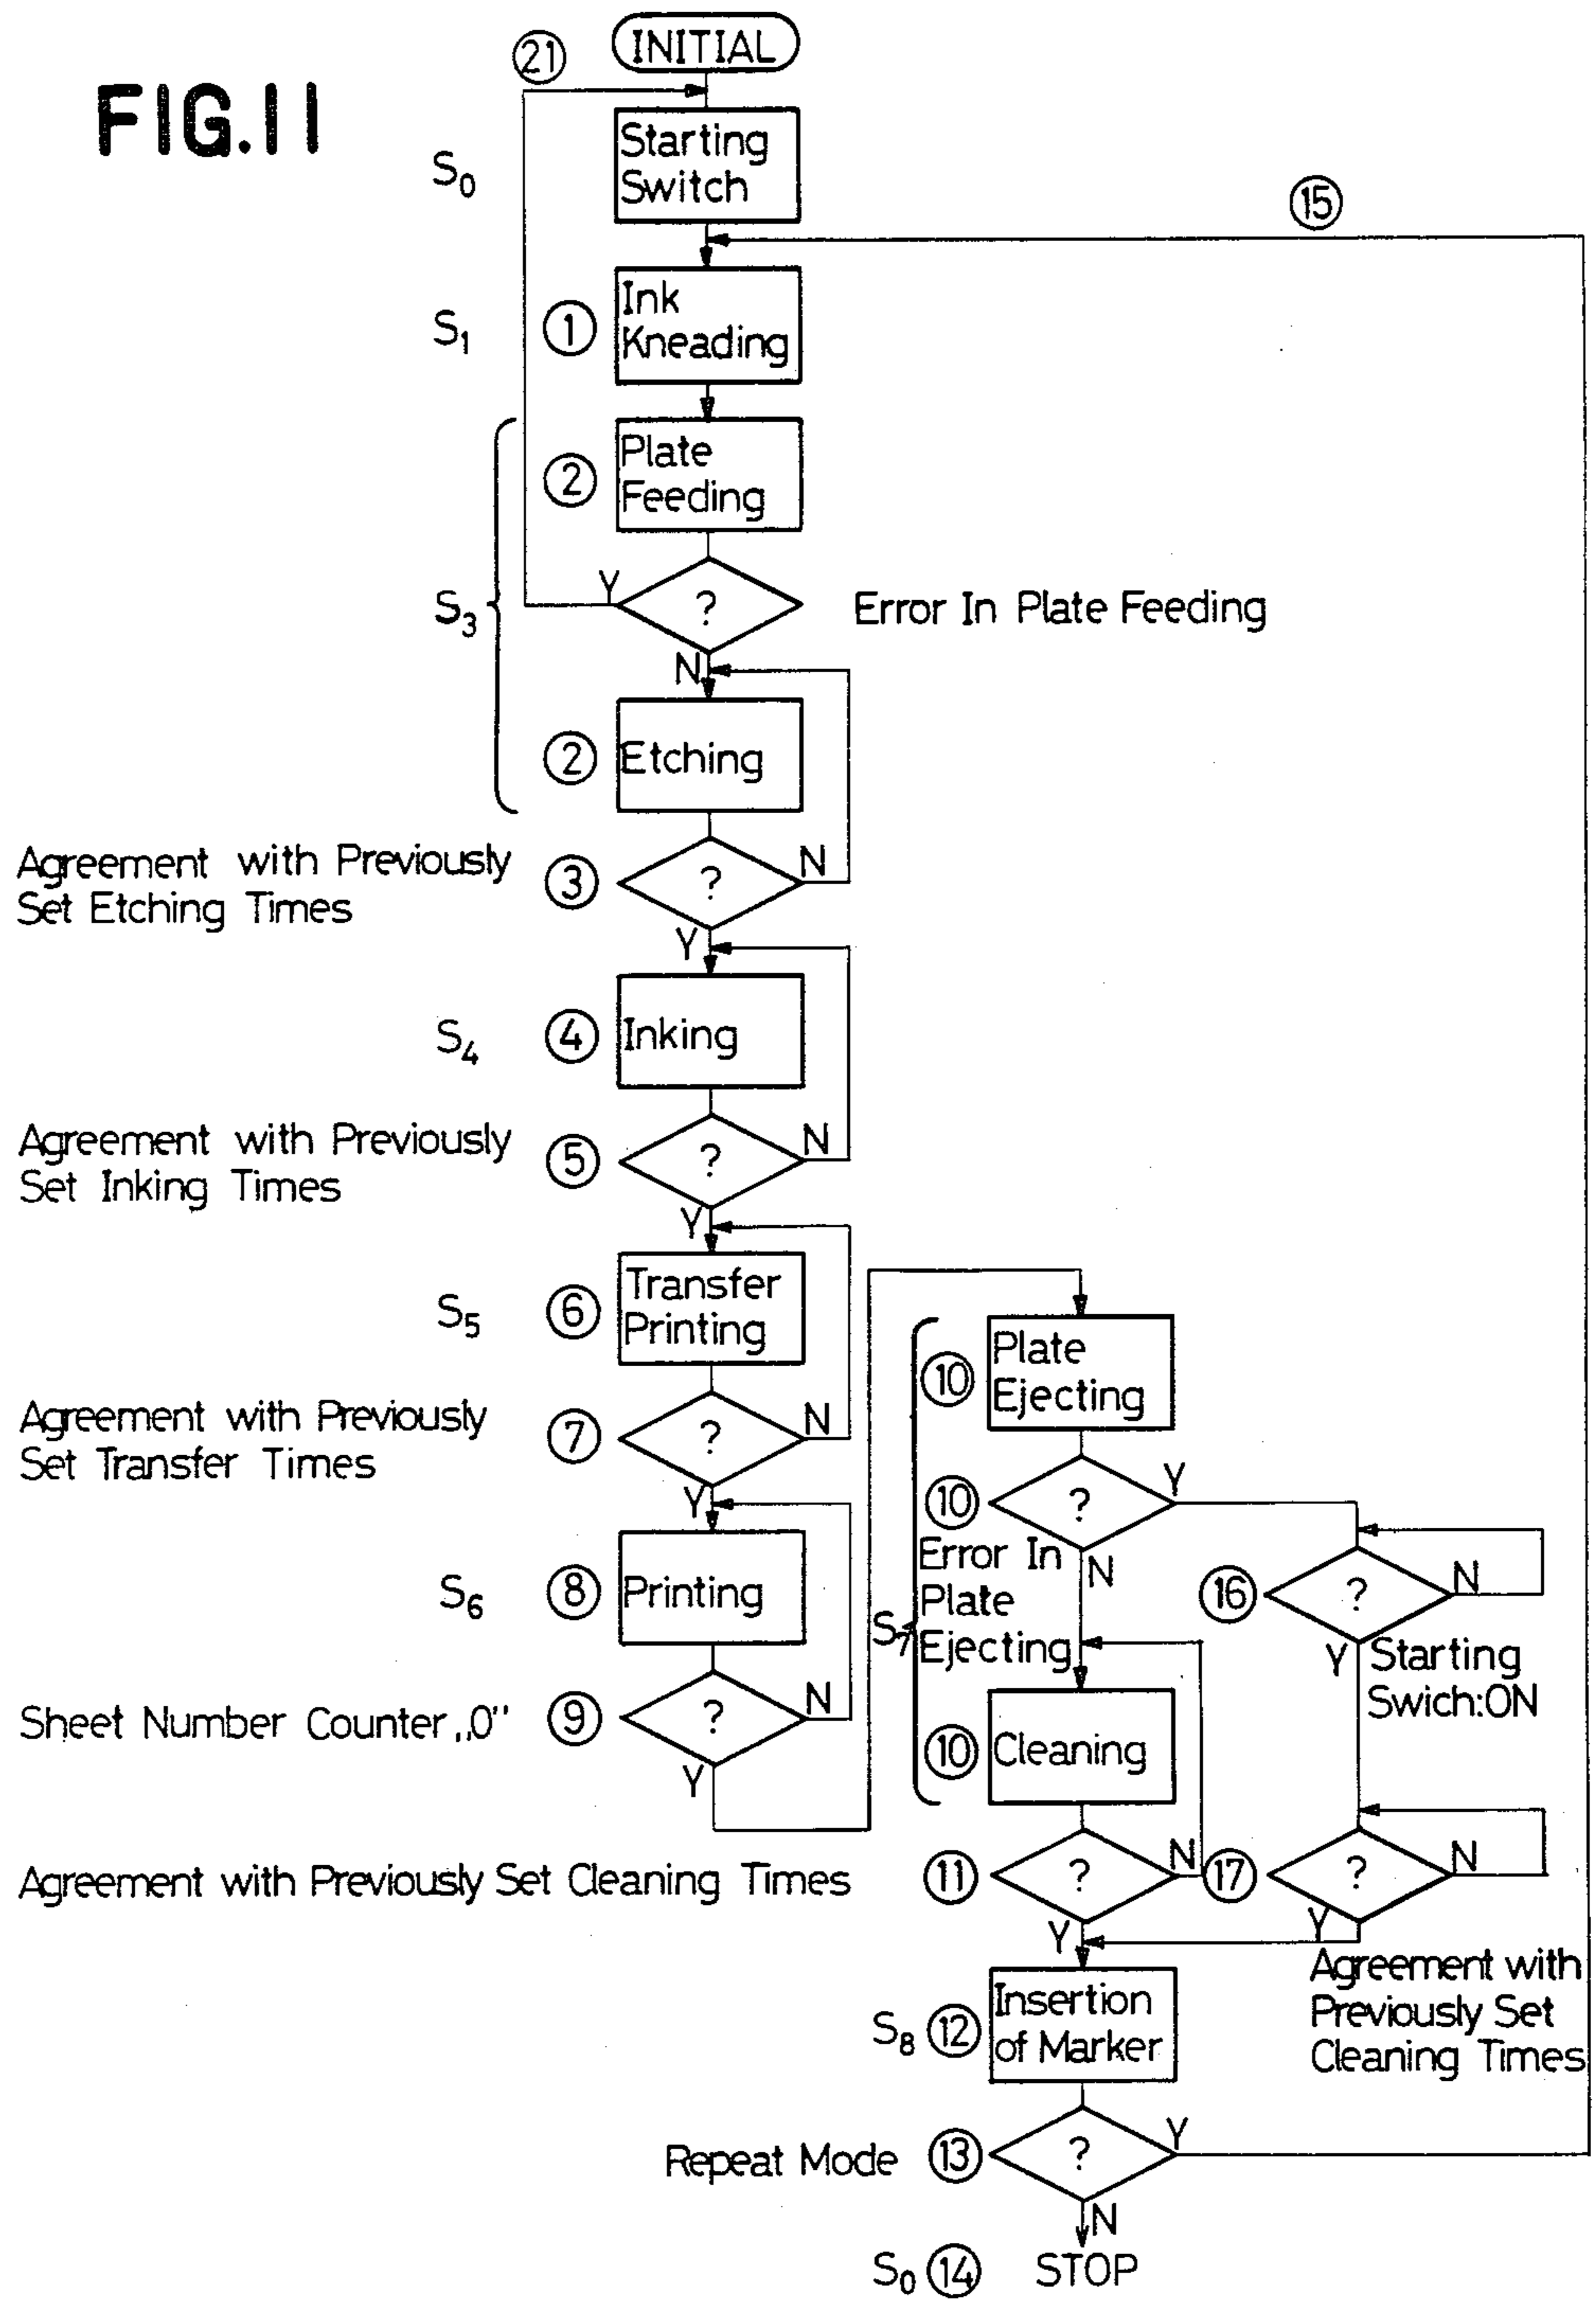 FIG.11
21
INITIAL
S0
Starting
Switch
15
S1
1
Ink
Kneading
2
Plate
Feeding
S3
Y
?
Error In Plate Feeding
N
2
Etching
Agreement with Previously
Set Etching Times
3
?
N
Y
S4
4
Inking
Agreement with Previously
Set Inking Times
5
?
N
Y
S5
6
Transfer
Printing
Agreement with Previously
Set Transfer Times
7
?
N
Y
S6
8
Printing
Sheet Number Counter „0"
9
?
N
Y
S7
10
Plate
Ejecting
10
?
Y
N
Error In
Plate
Ejecting
16
?
N
Y
Starting
Swich:ON
10
Cleaning
Agreement with Previously Set Cleaning Times
11
?
N
Y
17
?
N
Y
Agreement with
Previously Set
Cleaning Times
S8
12
Insertion
of Marker
Repeat Mode
13
?
Y
N
S0
14
STOP